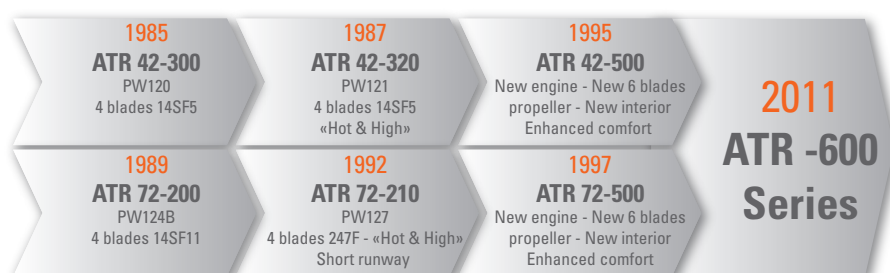 1985
ATR 42-300
PW120
4 blades 14SF5
1987
ATR 42-320
PW121
4 blades 14SF5
«Hot & High»
1995
ATR 42-500
New engine - New 6 blades
propeller - New interior
Enhanced comfort
1989
ATR 72-200
PW124B
4 blades 14SF11
1992
ATR 72-210
PW127
4 blades 247F - «Hot & High»
Short runway
1997
ATR 72-500
New engine - New 6 blades
propeller - New interior
Enhanced comfort
2011
ATR -600
Series